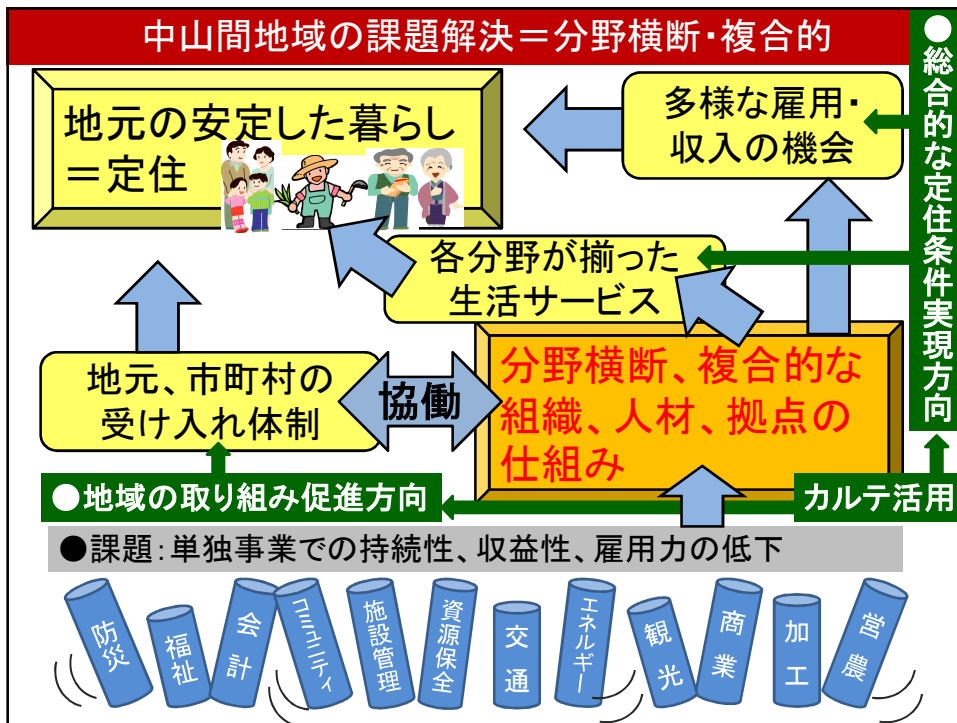 中山間地域の課題解決＝分野横断・複合的
●総合的な定住条件実現方向
地元の安定した暮らし
＝定住
多様な雇用・
収入の機会
各分野が揃った
生活サービス
地元、市町村の
受け入れ体制
協働
分野横断、複合的な
組織、人材、拠点の
仕組み
●地域の取り組み促進方向
カルテ活用
●課題：単独事業での持続性、収益性、雇用力の低下
防災
福祉
会計
コミュニティ
施設管理
資源保全
交通
エネルギー
観光
商業
加工
営農